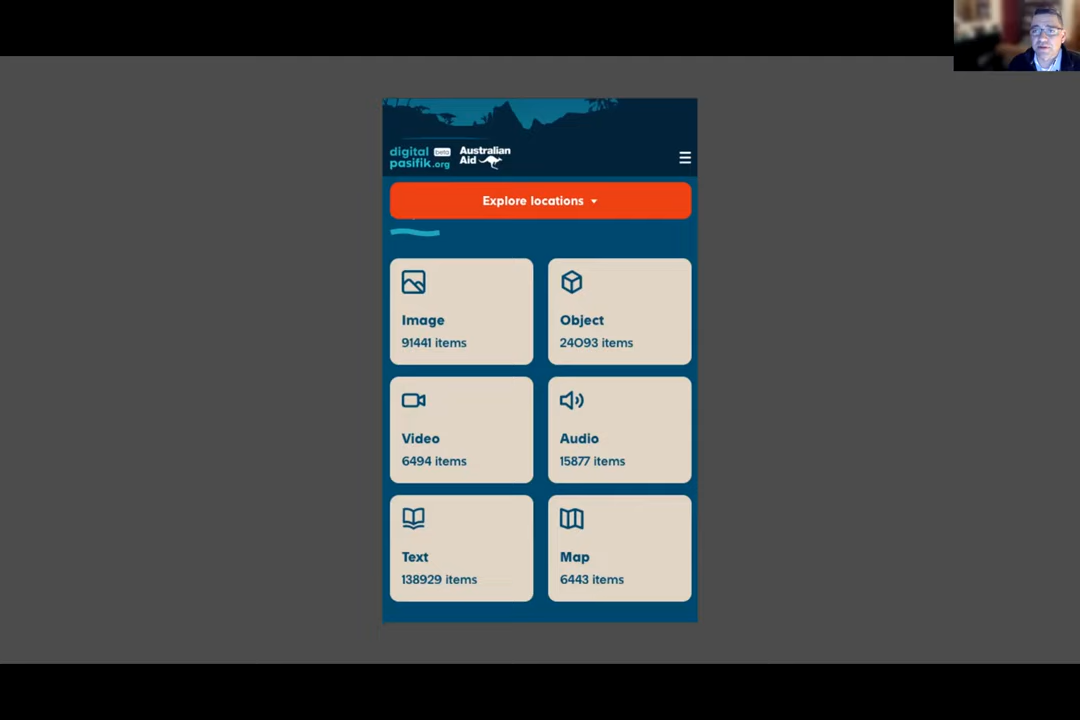 digital beta
pasifik.org
Australian
Aid
Explore locations
Image
91441 items
Object
24093 items
Video
6494 items
Audio
15877 items
Text
138929 items
Map
6443 items